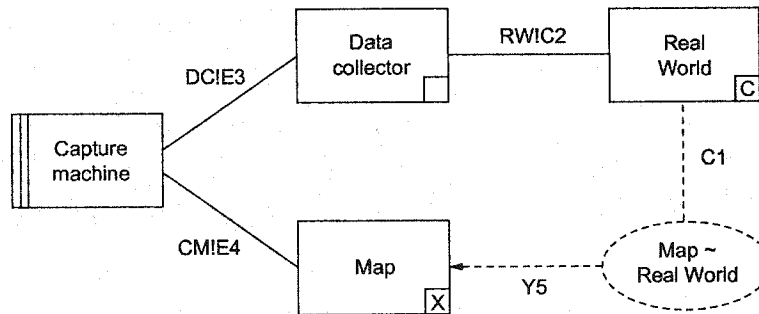 Data
collector
RW!C2
Real
World
C
DC!E3
Capture
machine
C1
CM!E4
Map
X
Y5
Map ~
Real World